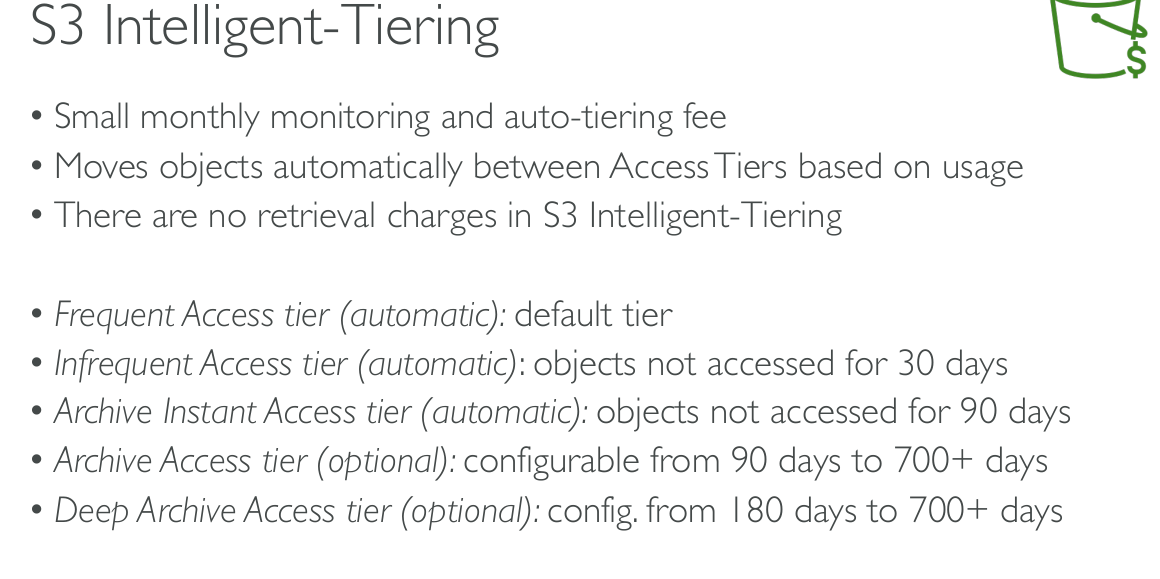 S3 Intelligent-Tiering
$
• Small monthly monitoring and auto-tiering fee
• Moves objects automatically between Access Tiers based on usage
• There are no retrieval charges in S3 Intelligent-Tiering
• Frequent Access tier (automatic): default tier
• Infrequent Access tier (automatic): objects not accessed for 30 days
• Archive Instant Access tier (automatic): objects not accessed for 90 days
• Archive Access tier (optional): configurable from 90 days to 700+ days
• Deep Archive Access tier (optional): config. from 180 days to 700+ days